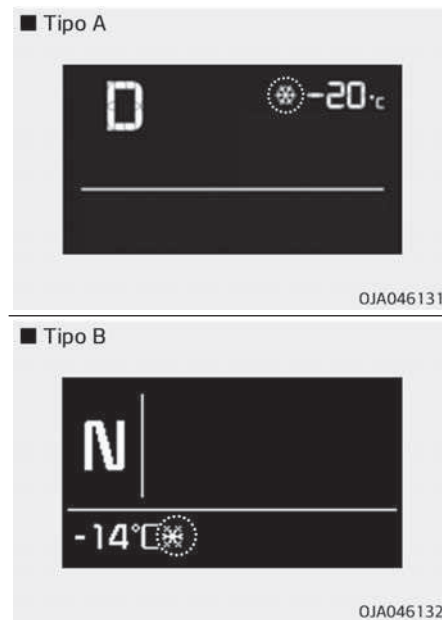 ■ Tipo A
D
-20°c
OJA046131
■ Tipo B
N
-14°C
OJA046132